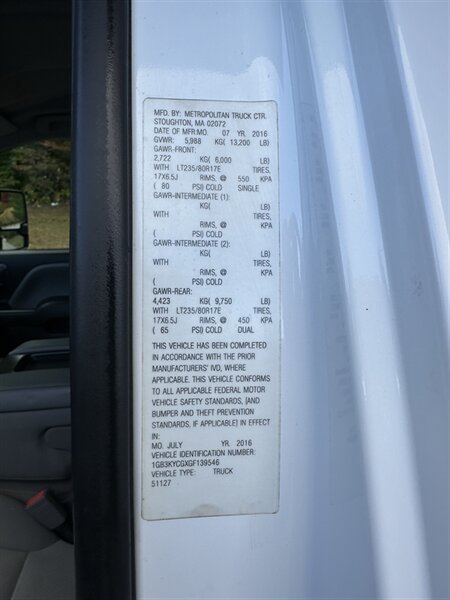 MFD. BY: METROPOLITAN TRUCK CTR.
STOUGHTON, MA 02072
DATE OF MFR:MO. 07 YR. 2016
GVWR: 5,988 KG( 13,200 LB)
GAWR-FRONT:
2,722 KG( 6,000 LB)
WITH LT235/80R17E TIRES,
17X6.5J RIMS, @ 550 KPA
( 80 PSI) COLD SINGLE
GAWR-INTERMEDIATE (1):
KG( LB)
WITH TIRES,
RIMS, @ KPA
( PSI) COLD
GAWR-INTERMEDIATE (2):
KG( LB)
WITH TIRES,
RIMS, @ KPA
( PSI) COLD
GAWR-REAR:
4,423 KG( 9,750 LB)
WITH LT235/80R17E TIRES,
17X6.5J RIMS, @ 450 KPA
( 65 PSI) COLD DUAL
THIS VEHICLE HAS BEEN COMPLETED
IN ACCORDANCE WITH THE PRIOR
MANUFACTURERS' IVD, WHERE
APPLICABLE. THIS VEHICLE CONFORMS
TO ALL APPLICABLE FEDERAL MOTOR
VEHICLE SAFETY STANDARDS, [AND
BUMPER AND THEFT PREVENTION
STANDARDS, IF APPLICABLE] IN EFFECT
IN:
MO. JULY YR. 2016
VEHICLE IDENTIFICATION NUMBER:
1GB3KYCGXGF139546
VEHICLE TYPE: TRUCK
51127